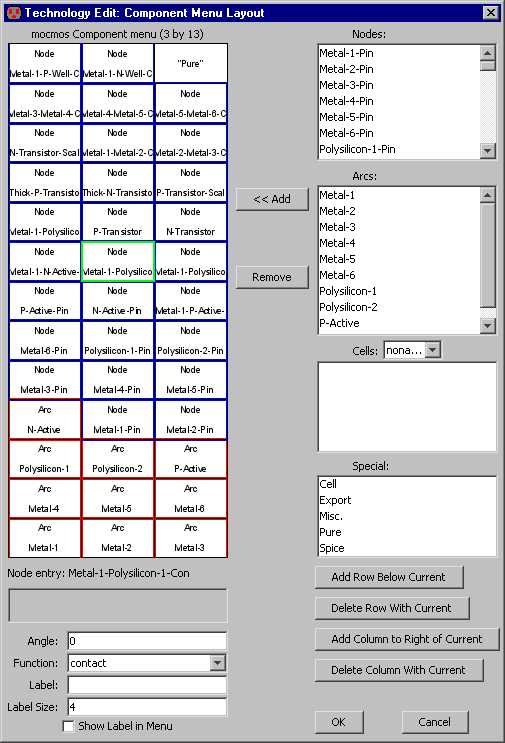 Technology Edit: Component Menu Layout
mocmos Component menu (3 by 13)
Node Node "Pure"
Metal-1-P-Well-C Metal-1-N-Well-C
Node Node Node
Metal-3-Metal-4-C Metal-4-Metal-5-C Metal-5-Metal-6-C
Node Node Node
N-Transistor-Scal Metal-1-Metal-2-C Metal-2-Metal-3-C
Node Node Node
Thick-P-Transisto Thick-N-Transisto P-Transistor-Scal
Node Node Node
Metal-1-Polysilico P-Transistor N-Transistor
Node Node Node
Metal-1-N-Active- Metal-1-Polysilico Metal-1-Polysilico
Node Node Node
P-Active-Pin N-Active-Pin Metal-1-P-Active-
Node Node Node
Metal-6-Pin Polysilicon-1-Pin Polysilicon-2-Pin
Node Node Node
Metal-3-Pin Metal-4-Pin Metal-5-Pin
Arc Node Node
N-Active Metal-1-Pin Metal-2-Pin
Arc Arc Arc
Polysilicon-1 Polysilicon-2 P-Active
Arc Arc Arc
Metal-4 Metal-5 Metal-6
Arc Arc Arc
Metal-1 Metal-2 Metal-3
Node entry: Metal-1-Polysilicon-1-Con
Angle: 0
Function: contact
Label:
Label Size: 4
Show Label in Menu
<< Add
Remove
Nodes:
Metal-1-Pin
Metal-2-Pin
Metal-3-Pin
Metal-4-Pin
Metal-5-Pin
Metal-6-Pin
Polysilicon-1-Pin
Arcs:
Metal-1
Metal-2
Metal-3
Metal-4
Metal-5
Metal-6
Polysilicon-1
Polysilicon-2
P-Active
Cells: nona...
Special:
Cell
Export
Misc.
Pure
Spice
Add Row Below Current
Delete Row With Current
Add Column to Right of Current
Delete Column With Current
OK Cancel